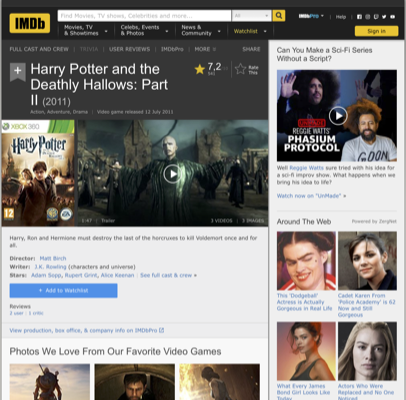 IMDb
Find Movies, TV shows, Celebrities and more...
All
IMDbPro
Help
Movies, TV
& Showtimes
Celebs, Events
& Photos
News &
Community
Watchlist
Sign in
FULL CAST AND CREW | TRIVIA | USER REVIEWS | IMDbPro | MORE
SHARE
Harry Potter and the
Deathly Hallows: Part
II (2011)
7,2
Rate
This
Action, Adventure, Drama | Video game released 12 July 2011
XBOX 360
Harry Potter
12
EA
1:47 | Trailer
2 VIDEOS | 3 IMAGES
Harry, Ron and Hermione must destroy the last of the horcruxes to kill Voldemort once and for
all.
Director: Matt Birch
Writer: J.K. Rowling (characters and universe)
Stars: Adam Sopp, Rupert Grint, Alice Keenan | See full cast & crew »
+ Add to Watchlist
Reviews
2 user | 1 critic
View production, box office, & company info on IMDbPro
Photos We Love From Our Favorite Video Games
Can You Make a Sci-Fi Series
Without a Script?
REGGIE WATTS'
PHASIUM
PROTOCOL
Well Reggie Watts sure tried with his idea for
a sci-fi improv show. What happens when we
bring his idea to life?
Watch now on "UnMade" »
Around The Web | Powered by ZergNet
This 'Dodgeball'
Actress is Actually
Gorgeous in Real Life
Cadet Karen From
'Police Academy' is 62
Now and Still
Gorgeous
What Every James
Bond Girl Looks Like
Today
Actors Who Were
Replaced and No One
Noticed